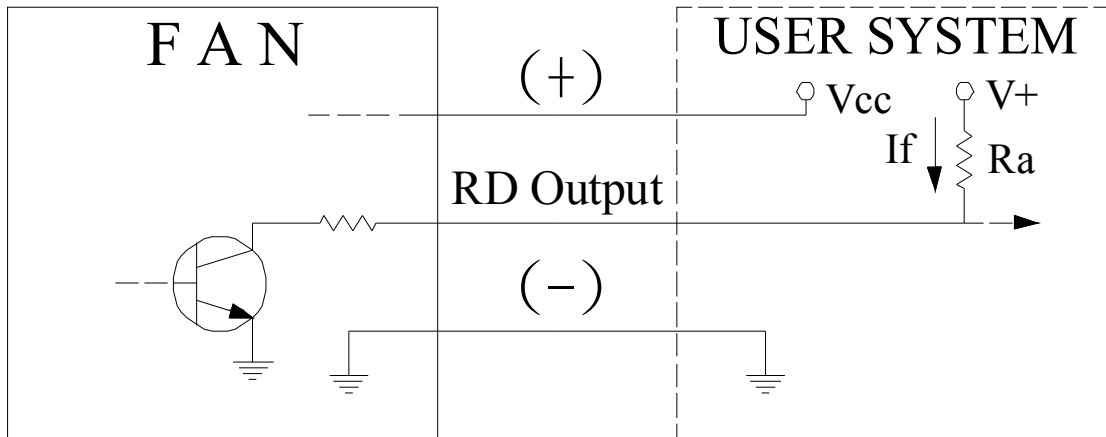 F A N
USER SYSTEM
(+)
Vcc
V+
If
Ra
RD Output
(−)